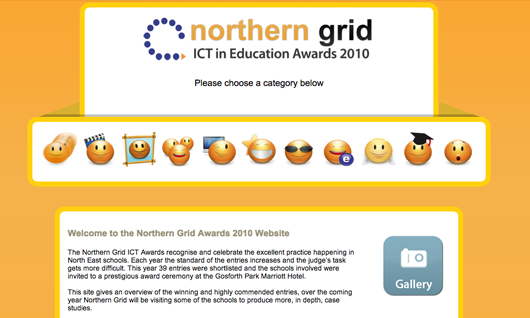 northern grid
ICT in Education Awards 2010
Please choose a category below
e
Welcome to the Northern Grid Awards 2010 Website
The Northern Grid ICT Awards recognise and celebrate the excellent practice happening in
North East schools. Each year the standard of the entries increases and the judge's task
gets more difficult. This year 39 entries were shortlisted and the schools involved were
invited to a prestigious award ceremony at the Gosforth Park Marriott Hotel.
This site gives an overview of the winning and highly commended entries, over the coming
year Northern Grid will be visiting some of the schools to produce more, in depth, case
studies.
Gallery